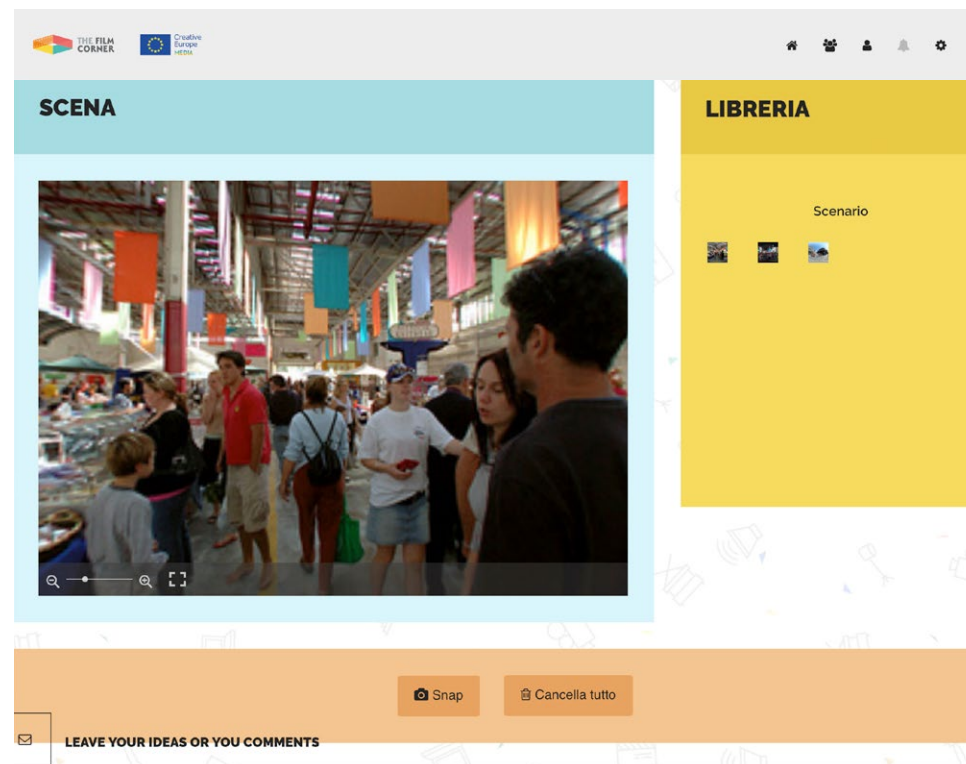 THE FILM
CORNER
Creative
Europe
MEDIA
SCENA
LIBRERIA
Scenario
Snap
Cancella tutto
LEAVE YOUR IDEAS OR YOU COMMENTS